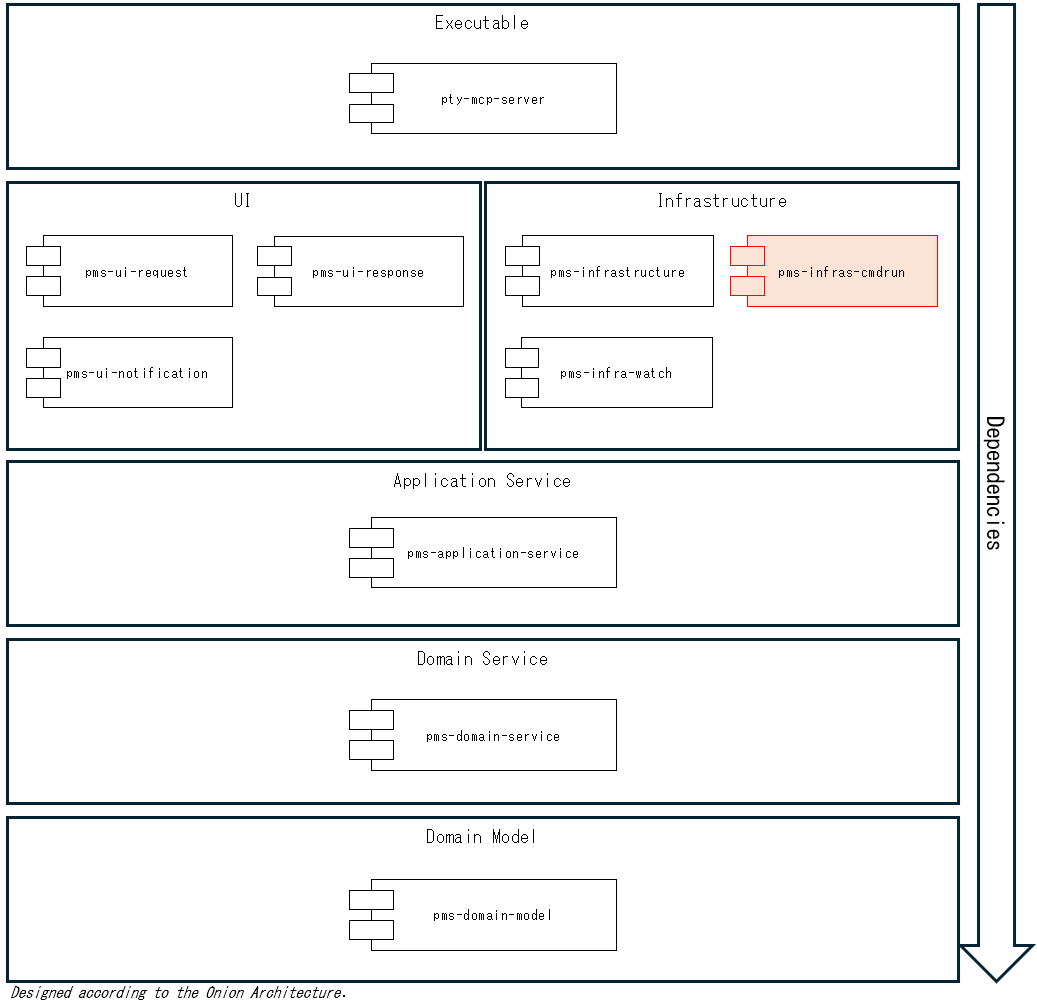 Executable
pty-mcp-server
UI
pms-ui-request
pms-ui-response
pms-ui-notification
Infrastructure
pms-infrastructure
pms-infras-cmdrun
pms-infra-watch
Application Service
pms-application-service
Domain Service
pms-domain-service
Domain Model
pms-domain-model
Dependencies
Designed according to the Onion Architecture.